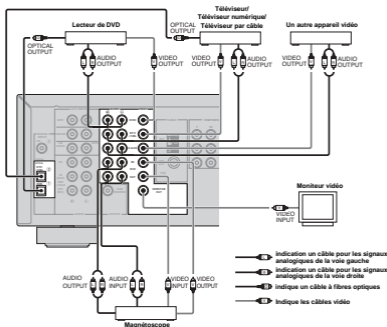 Lecteur de DVD
Téléviseur/
Téléviseur numérique/
Téléviseur par câble
Un autre appareil vidéo
OPTICAL
OUTPUT
AUDIO
OUTPUT
VIDEO
OUTPUT
OPTICAL
OUTPUT
VIDEO
OUTPUT
AUDIO
OUTPUT
VIDEO
OUTPUT
AUDIO
OUTPUT
Moniteur vidéo
VIDEO
INPUT
AUDIO
OUTPUT
AUDIO
INPUT
VIDEO
INPUT
VIDEO
OUTPUT
Magnétoscope
indication un câble pour les signaux
analogiques de la voie gauche
indication un câble pour les signaux
analogiques de la voie droite
indique un câble à fibres optiques
Indique les câbles vidéo